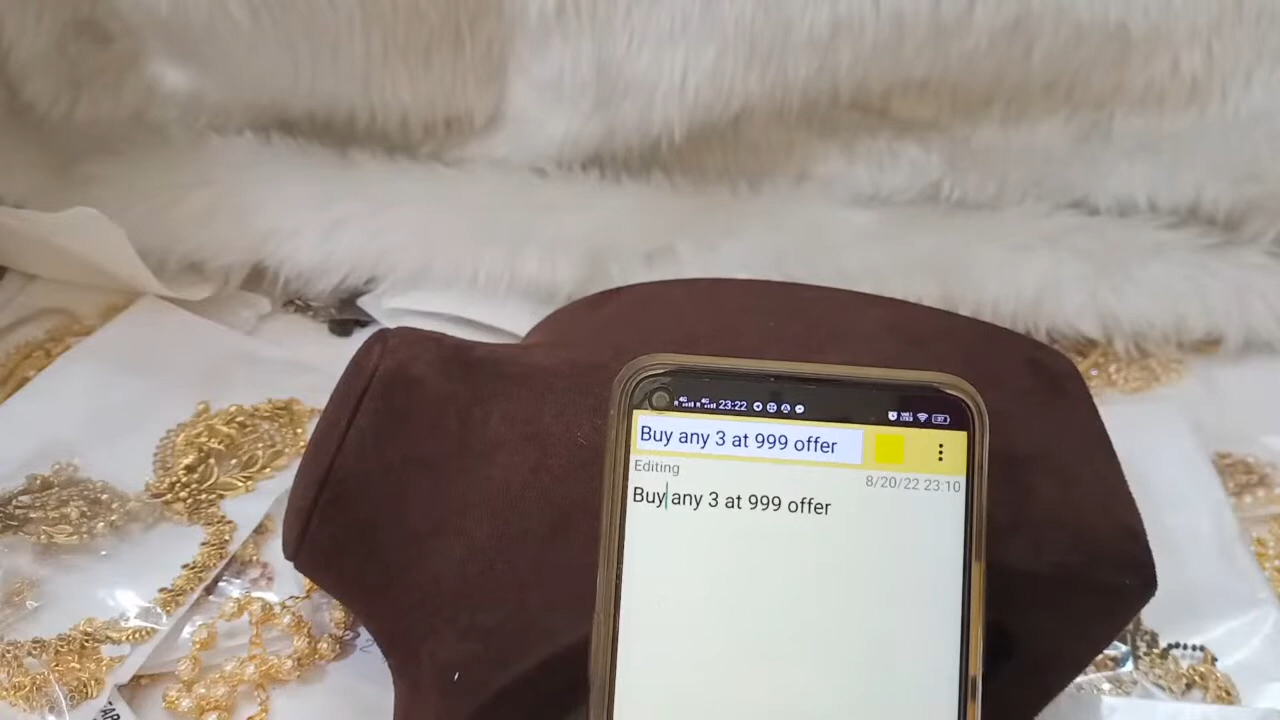 23:22
Buy any 3 at 999 offer
Editing
8/20/22 23:10
Buy any 3 at 999 offer